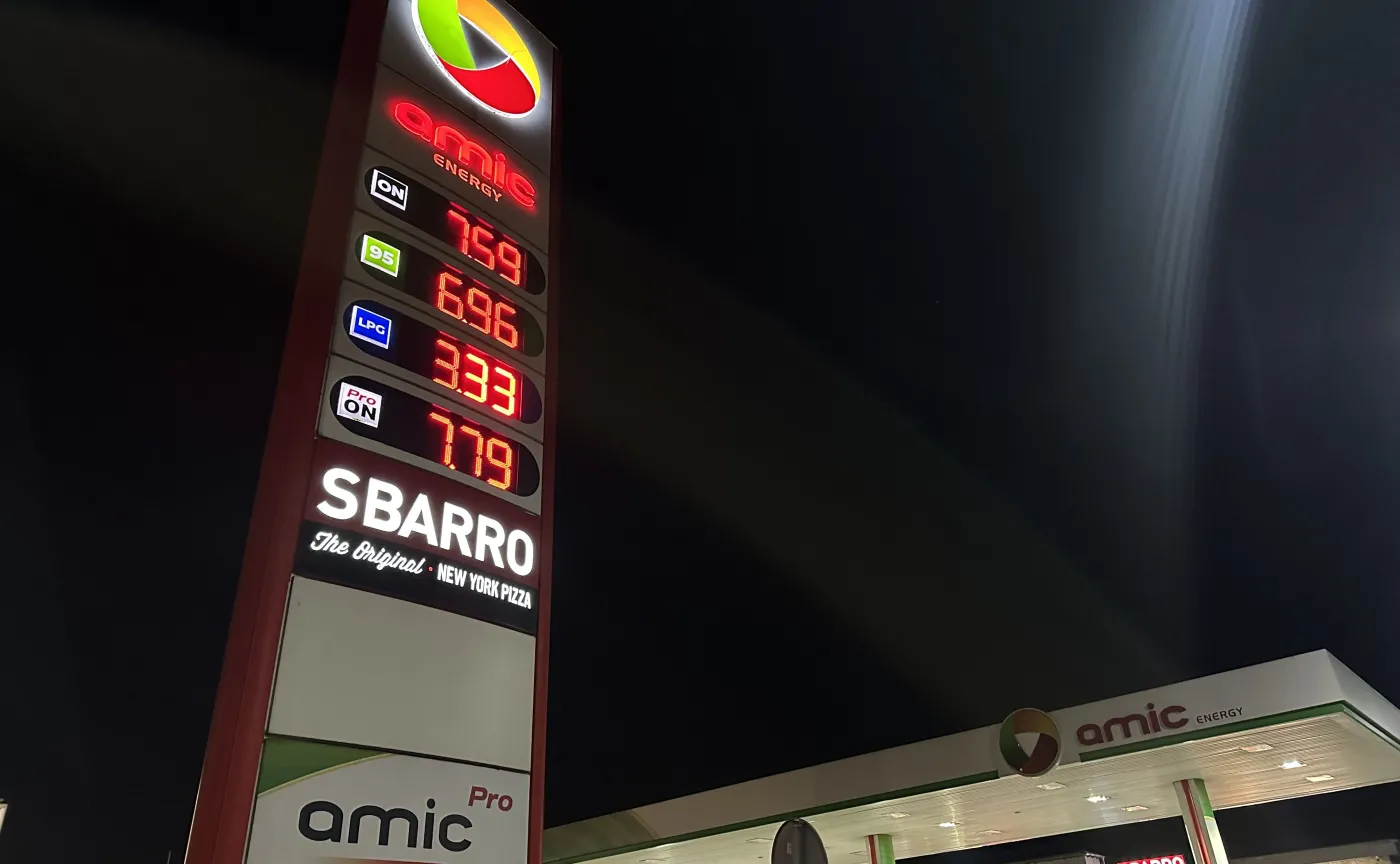 amic
ENERGY
ON 7.59
95 6.96
LPG 3.33
Pro
ON 7.79
SBARRO
The Original • NEW YORK PIZZA
amic Pro
amic ENERGY
SBARRO